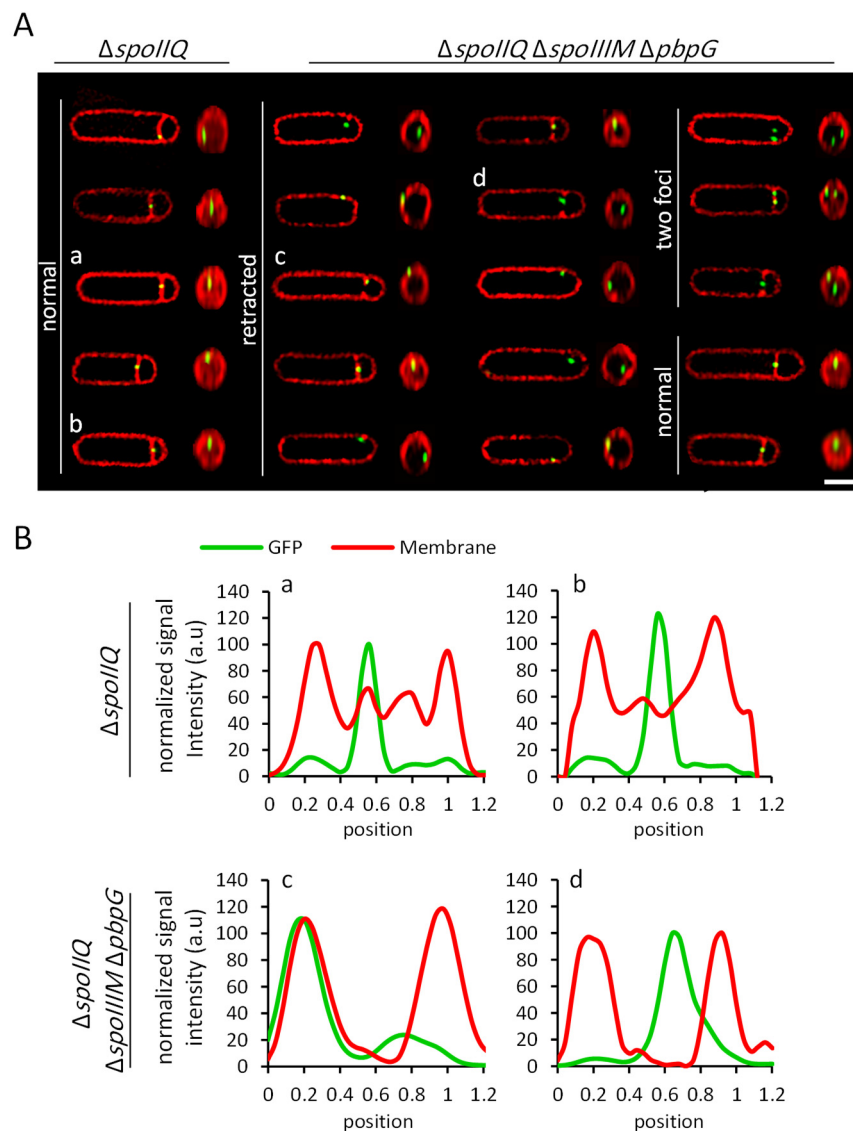 A
ΔspoIIQ
ΔspoIIQ ΔspoIIIM ΔpbpG
normal
a
b
retracted
c
d
two foci
normal
B
GFP
Membrane
ΔspoIIQ
normalized signal
Intensity (a.u)
a
140
120
100
80
60
40
20
0
0 0.2 0.4 0.6 0.8 1 1.2
position
b
140
120
100
80
60
40
20
0
0 0.2 0.4 0.6 0.8 1 1.2
position
ΔspoIIQ
ΔspoIIIM ΔpbpG
normalized signal
intensity (a.u)
c
140
120
100
80
60
40
20
0
0 0.2 0.4 0.6 0.8 1 1.2
position
d
140
120
100
80
60
40
20
0
0 0.2 0.4 0.6 0.8 1 1.2
position